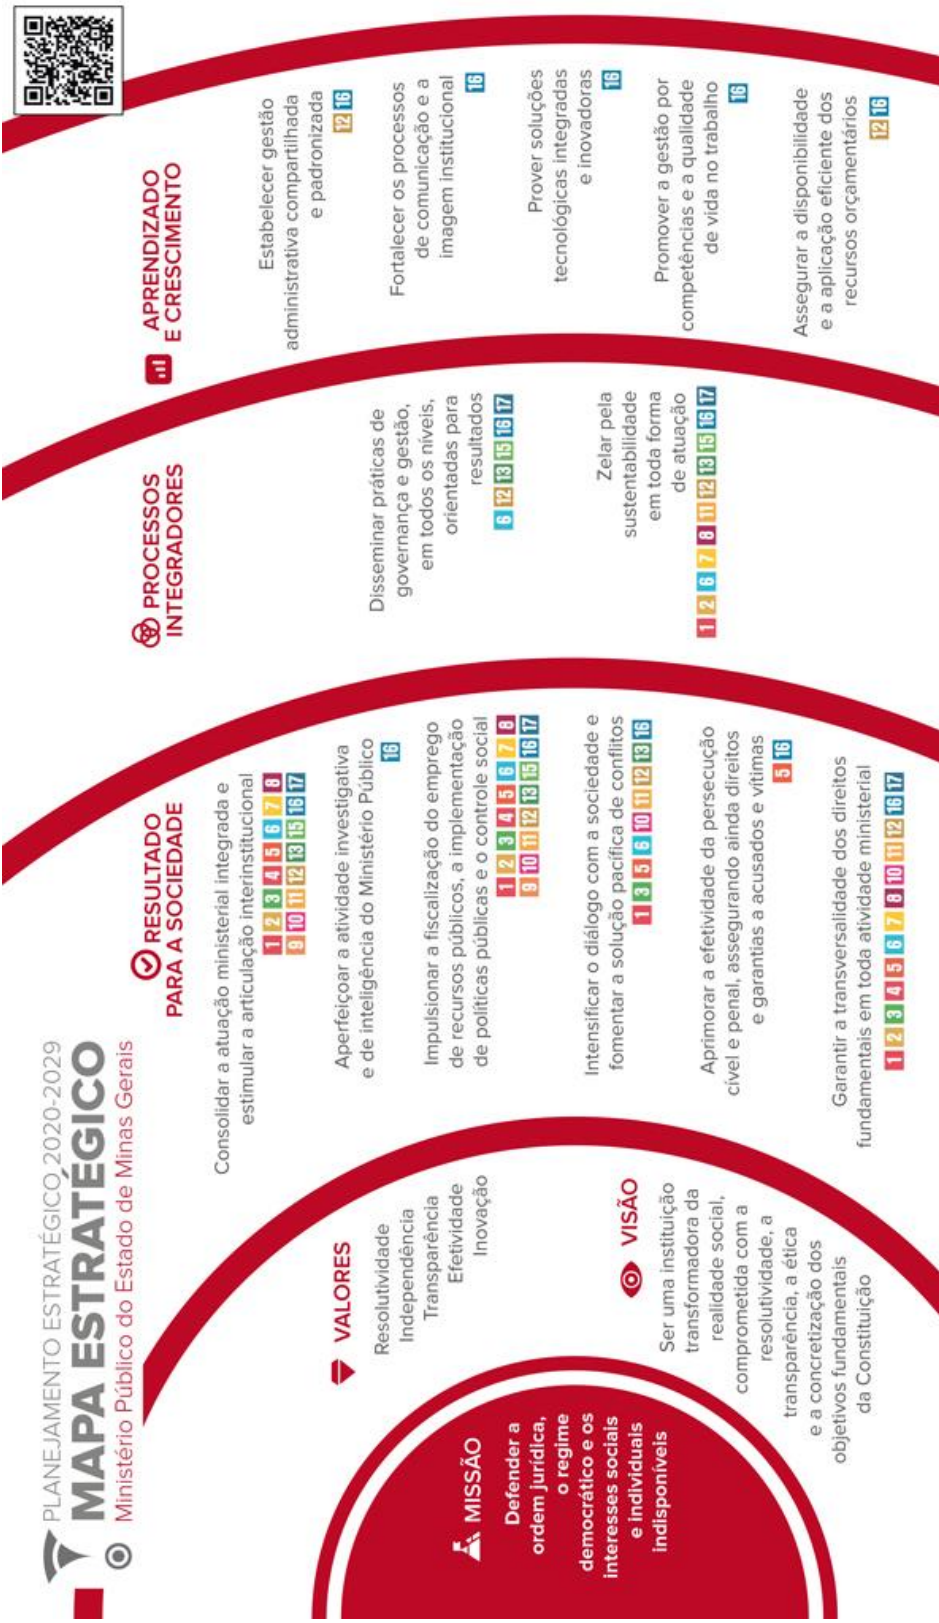 PLANEJAMENTO ESTRATÉGICO 2020-2029
MAPA ESTRATÉGICO
Ministério Público do Estado de Minas Gerais
MISSÃO
Defender a
ordem jurídica,
o regime
democrático e os
interesses sociais
e individuais
indisponíveis
VALORES
Resolutividade
Independência
Transparência
Efetividade
Inovação
VISÃO
Ser uma instituição
transformadora da
realidade social,
comprometida com a
resolutividade, a
transparência, a ética
e a concretização dos
objetivos fundamentais
da Constituição
RESULTADO
PARA A SOCIEDADE
Consolidar a atuação ministerial integrada e
estimular a articulação interinstitucional
1 2 3 4 5 6 7 8
9 10 11 12 13 15 16 17
Aperfeiçoar a atividade investigativa
e de inteligência do Ministério Público
16
Impulsionar a fiscalização do emprego
de recursos públicos, a implementação
de políticas públicas e o controle social
1 2 3 4 5 6 7 8
9 10 11 12 13 15 16 17
Intensificar o diálogo com a sociedade e
fomentar a solução pacífica de conflitos
1 3 5 6 10 11 12 13 16
Aprimorar a efetividade da persecução
cível e penal, assegurando ainda direitos
e garantias a acusados e vítimas
5 16
Garantir a transversalidade dos direitos
fundamentais em toda atividade ministerial
1 2 3 4 5 6 7 8 10 11 12 16 17
PROCESSOS
INTEGRADORES
Disseminar práticas de
governança e gestão,
em todos os níveis,
orientadas para
resultados
6 12 13 15 16 17
Zelar pela
sustentabilidade
em toda forma
de atuação
1 2 6 7 8 11 12 13 15 16 17
APRENDIZADO
E CRESCIMENTO
Estabelecer gestão
administrativa compartilhada
e padronizada
12 16
Fortalecer os processos
de comunicação e a
imagem institucional
16
Prover soluções
tecnológicas integradas
e inovadoras
16
Promover a gestão por
competências e a qualidade
de vida no trabalho
16
Assegurar a disponibilidade
e a aplicação eficiente dos
recursos orçamentários
12 16